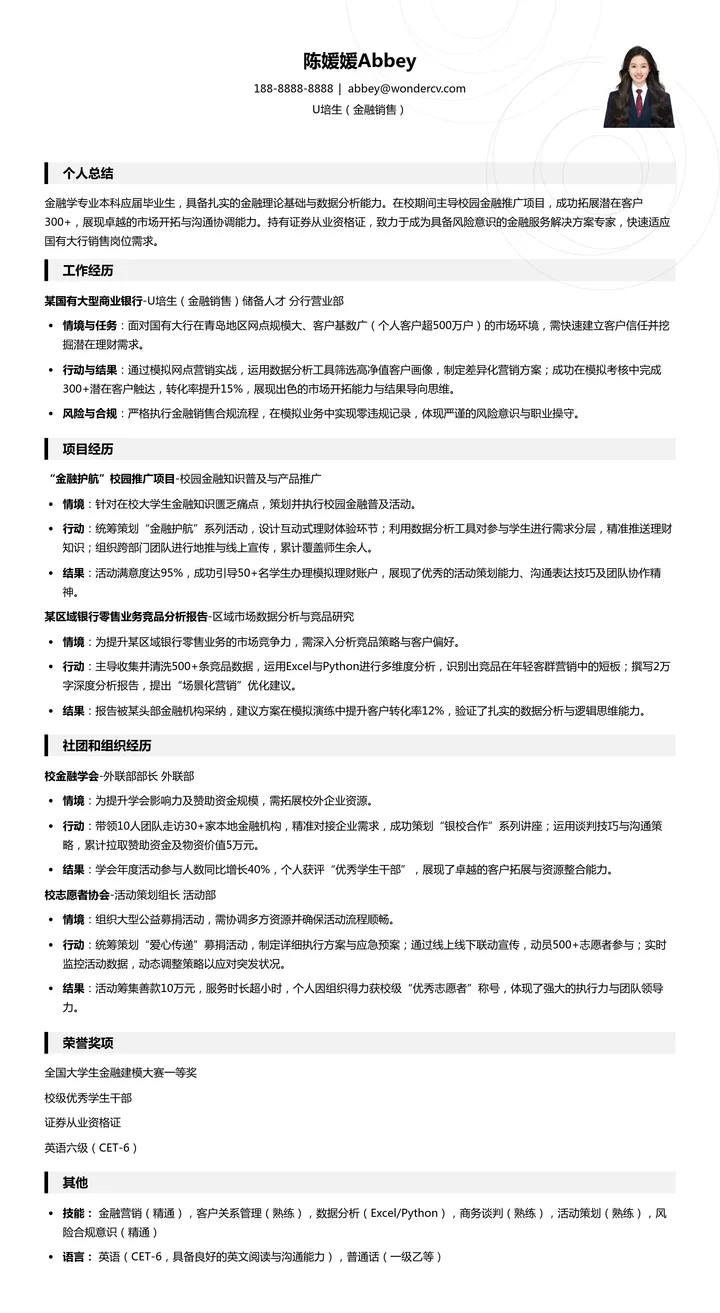 陈媛媛Abbey
188-8888-8888 | abbey@wondercv.com
U培生（金融销售）
个人总结
金融学专业本科应届毕业生，具备扎实的金融理论基础与数据分析能力。在校期间主导校园金融推广项目，成功拓展潜在客户
300+，展现卓越的市场开拓与沟通协调能力。持有证券从业资格证，致力于成为具备风险意识的金融服务解决方案专家，快速适应
国有大行销售岗位需求。
工作经历
某国有大型商业银行-U培生（金融销售）储备人才 分行营业部
• 情境与任务：面对国有大行在青岛地区网点规模大、客户基数广（个人客户超500万户）的市场环境，需快速建立客户信任并挖
掘潜在理财需求。
• 行动与结果：通过模拟网点营销实战，运用数据分析工具筛选高净值客户画像，制定差异化营销方案；成功在模拟考核中完成
300+潜在客户触达，转化率提升15%，展现出色的市场开拓能力与结果导向思维。
• 风险与合规：严格执行金融销售合规流程，在模拟业务中实现零违规记录，体现严谨的风险意识与职业操守。
项目经历
“金融护航”校园推广项目-校园金融知识普及与产品推广
• 情境：针对在校大学生金融知识匮乏痛点，策划并执行校园金融普及活动。
• 行动：统筹策划“金融护航”系列活动，设计互动式理财体验环节；利用数据分析工具对参与学生进行需求分层，精准推送理财
知识；组织跨部门团队进行地推与线上宣传，累计覆盖师生余人。
• 结果：活动满意度达95%，成功引导50+名学生办理模拟理财账户，展现了优秀的活动策划能力、沟通表达技巧及团队协作精
神。
某区域银行零售业务竞品分析报告-区域市场数据分析与竞品研究
• 情境：为提升某区域银行零售业务的市场竞争力，需深入分析竞品策略与客户偏好。
• 行动：主导收集并清洗500+条竞品数据，运用Excel与Python进行多维度分析，识别出竞品在年轻客群营销中的短板；撰写2万
字深度分析报告，提出“场景化营销”优化建议。
• 结果：报告被某头部金融机构采纳，建议方案在模拟演练中提升客户转化率12%，验证了扎实的数据分析与逻辑思维能力。
社团和组织经历
校金融学会-外联部部长 外联部
• 情境：为提升学会影响力及赞助资金规模，需拓展校外企业资源。
• 行动：带领10人团队走访30+家本地金融机构，精准对接企业需求，成功策划“银校合作”系列讲座；运用谈判技巧与沟通策
略，累计拉取赞助资金及物资价值5万元。
• 结果：学会年度活动参与人数同比增长40%，个人获评“优秀学生干部”，展现了卓越的客户拓展与资源整合能力。
校志愿者协会-活动策划组长 活动部
• 情境：组织大型公益募捐活动，需协调多方资源并确保活动流程顺畅。
• 行动：统筹策划“爱心传递”募捐活动，制定详细执行方案与应急预案；通过线上线下联动宣传，动员500+志愿者参与；实时
监控活动数据，动态调整策略以应对突发状况。
• 结果：活动筹集善款10万元，服务时长超小时，个人因组织得力获校级“优秀志愿者”称号，体现了强大的执行力与团队领导
力。
荣誉奖项
全国大学生金融建模大赛一等奖
校级优秀学生干部
证券从业资格证
英语六级（CET-6）
其他
• 技能： 金融营销（精通），客户关系管理（熟练），数据分析（Excel/Python），商务谈判（熟练），活动策划（熟练），风
险合规意识（精通）
• 语言： 英语（CET-6，具备良好的英文阅读与沟通能力），普通话（一级乙等）